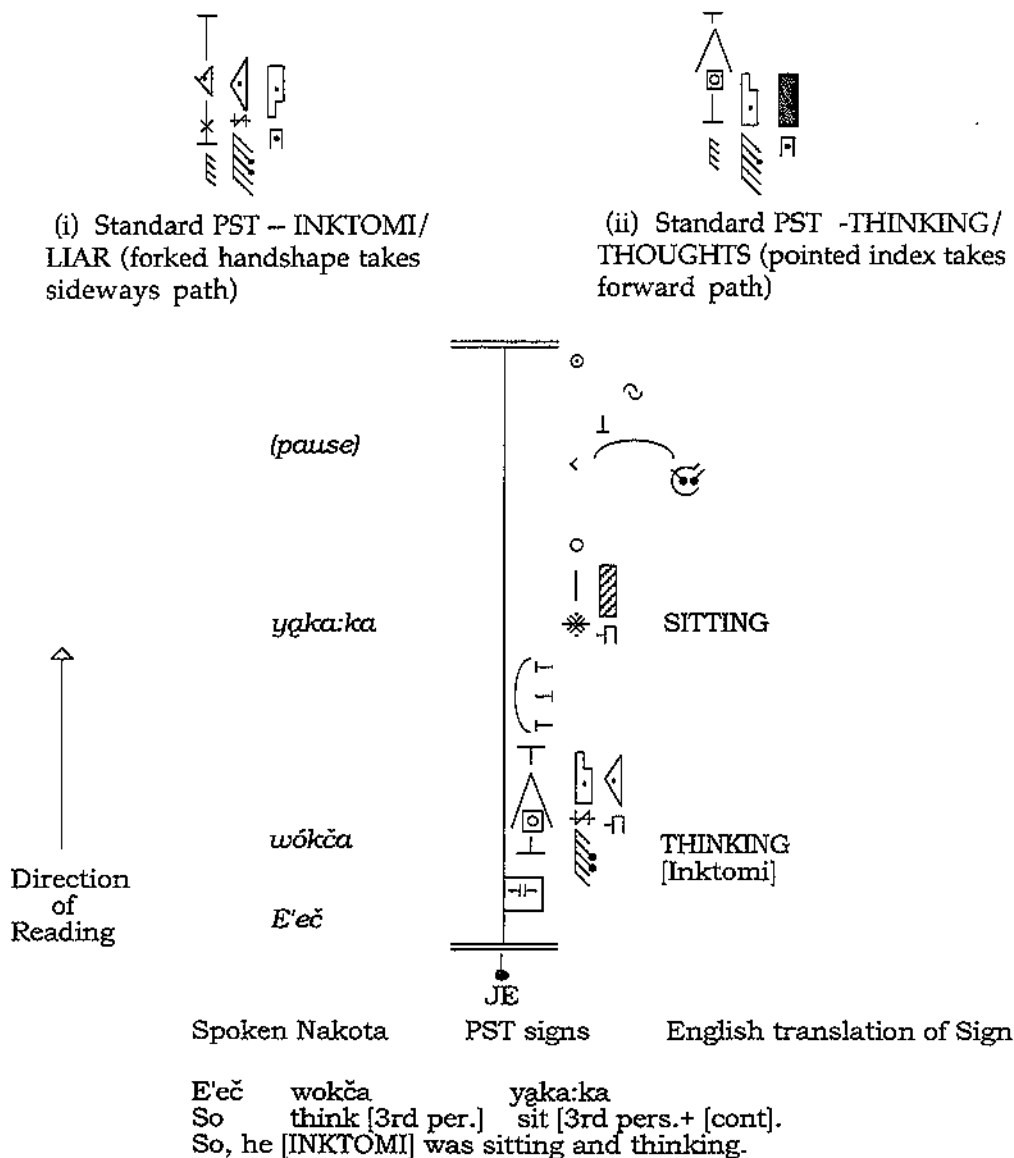 (i) Standard PST – INKTOMI/
LIAR (forked handshape takes
sideways path)
(ii) Standard PST -THINKING/
THOUGHTS (pointed index takes
forward path)
(pause)
yąka:ka
SITTING
wókča
THINKING
[Inktomi]
E'eč
Direction
of
Reading
JE
Spoken Nakota PST signs English translation of Sign
E'eč wokča yąka:ka
So think [3rd per.] sit [3rd pers.+ [cont].
So, he [INKTOMI] was sitting and thinking.